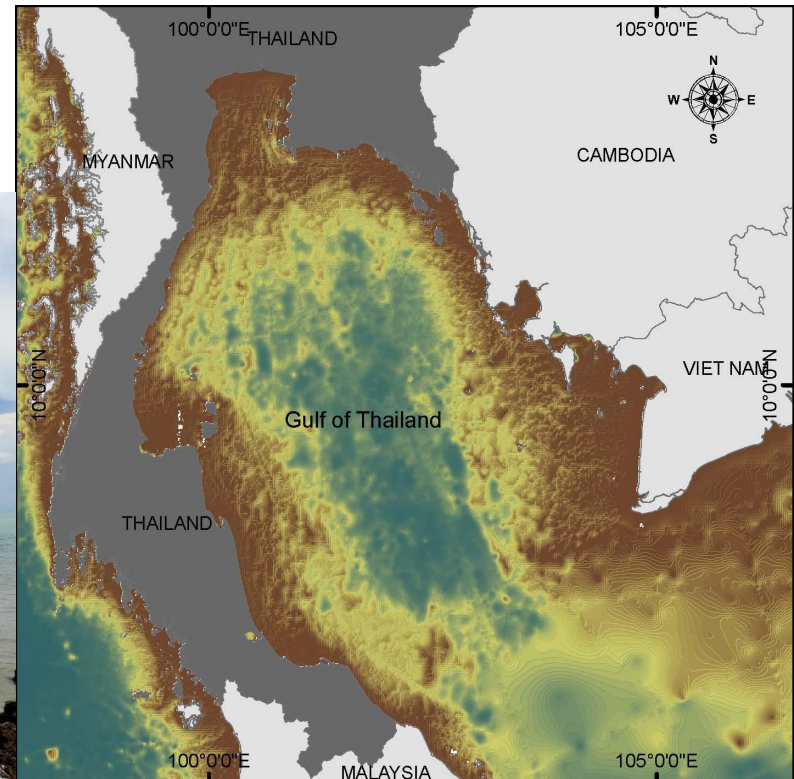 100°0'0"E
105°0'0"E
THAILAND
N
W E
S
MYANMAR
CAMBODIA
10°0'0"N
VIET NAM
10°0'0"N
Gulf of Thailand
THAILAND
100°0'0"E
105°0'0"E
MALAYSIA